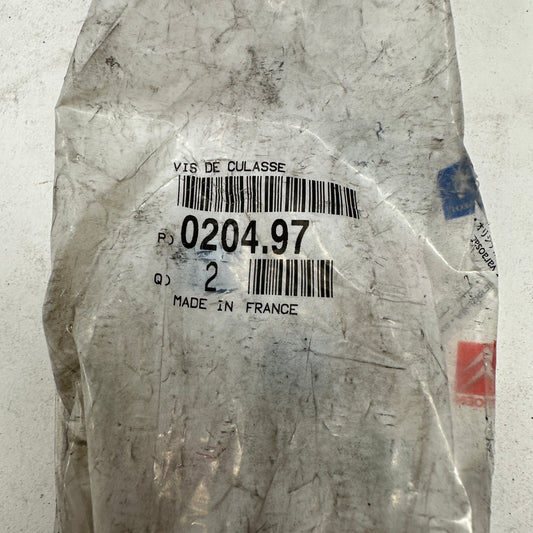 VIS DE CULASSE
P) 0204.97
Q) 2
MADE IN FRANCE